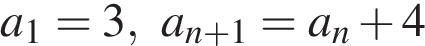 a₁ = 3, aₙ₊₁ = aₙ + 4